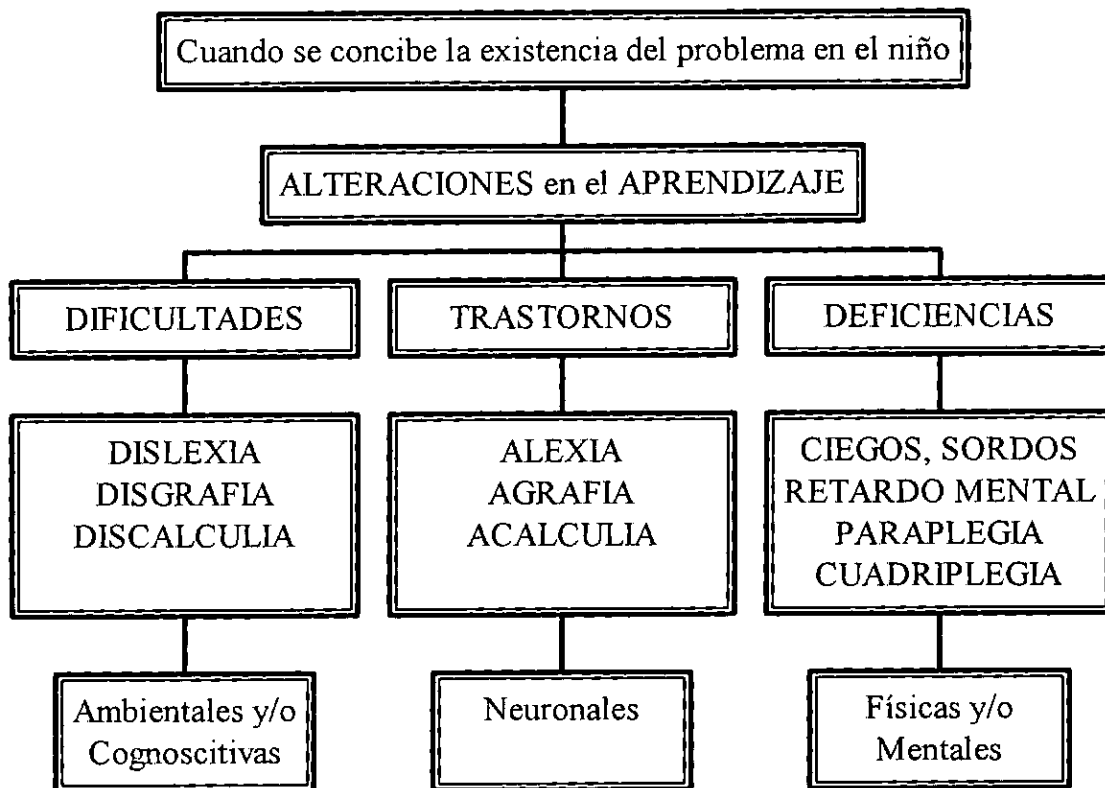 Cuando se concibe la existencia del problema en el niño
ALTERACIONES en el APRENDIZAJE
DIFICULTADES
TRASTORNOS
DEFICIENCIAS
DISLEXIA
DISGRAFIA
DISCALCULIA
ALEXIA
AGRAFIA
ACALCULIA
CIEGOS, SORDOS
RETARDO MENTAL
PARAPLEGIA
CUADRIPLEGIA
Ambientales y/o
Cognoscitivas
Neuronales
Físicas y/o
Mentales